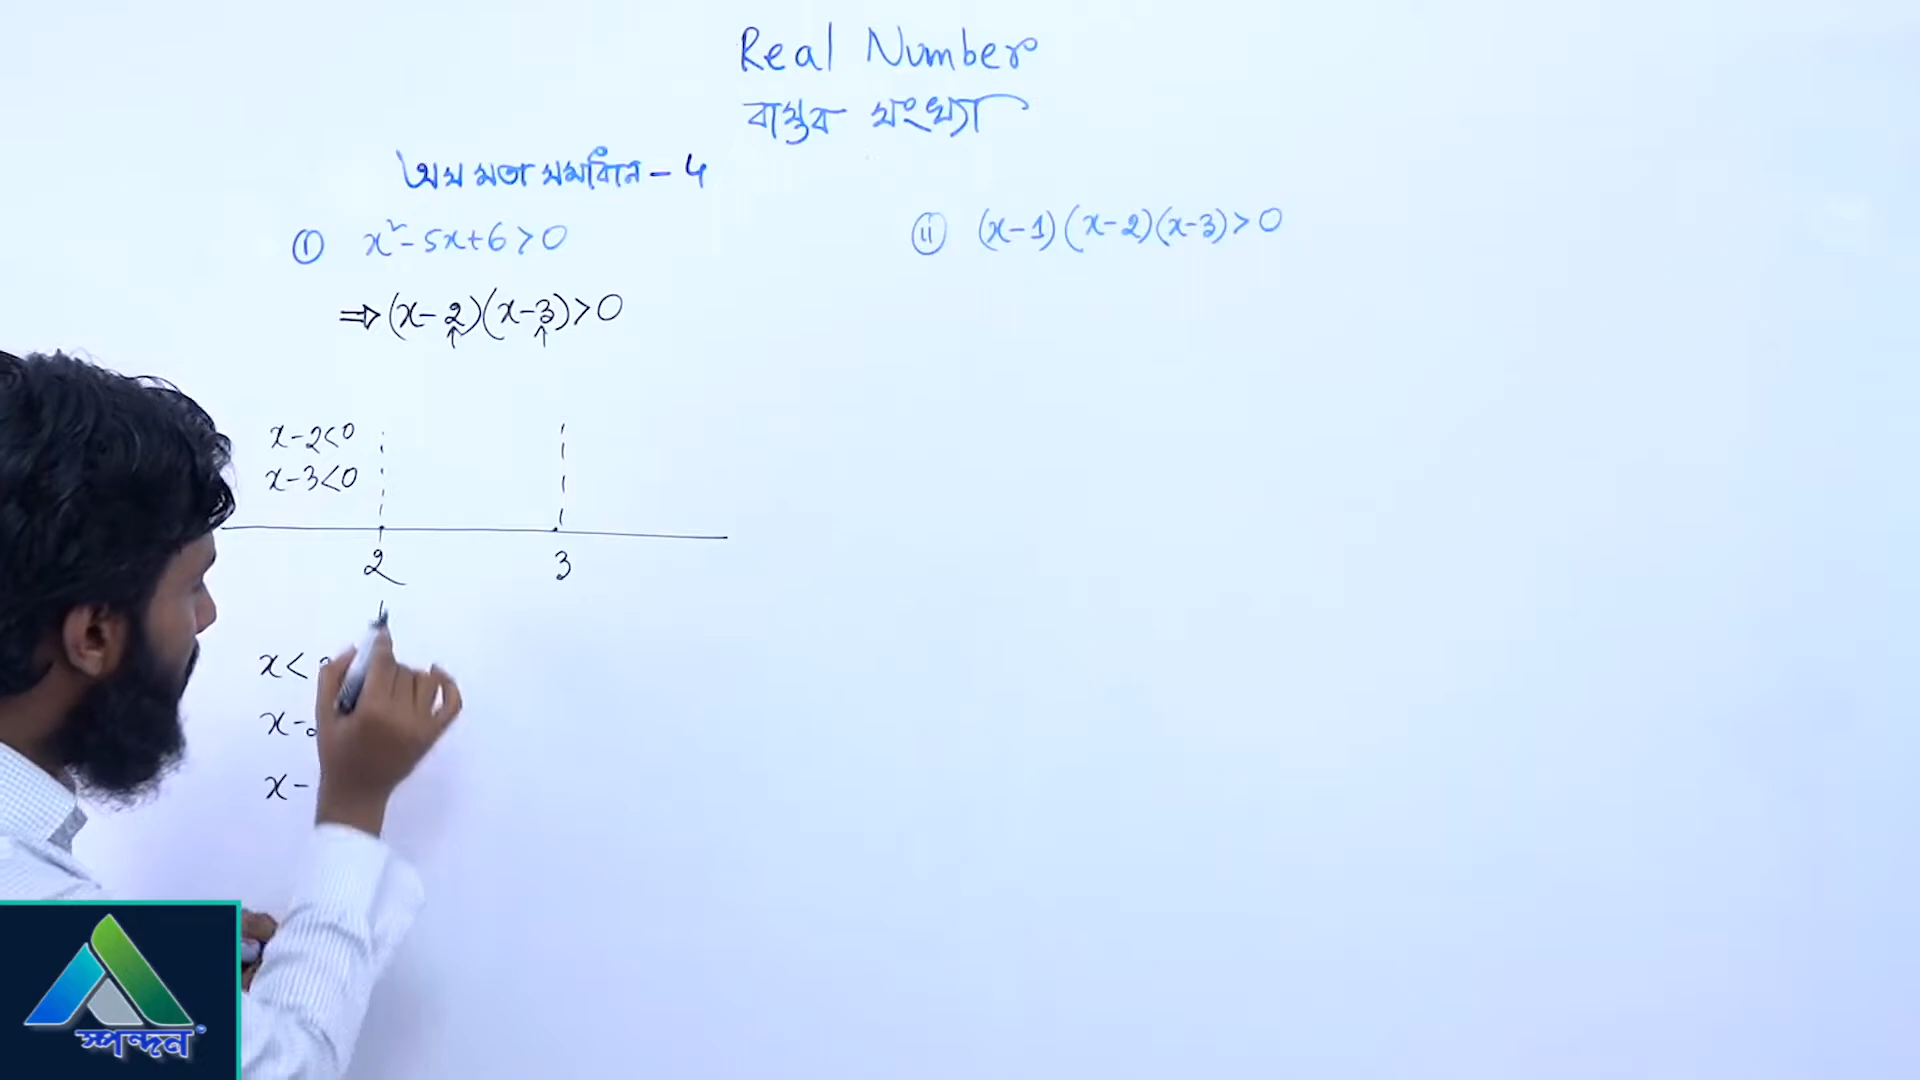 Real Number
বাস্তব সংখ্যা
অসমতা সমাধান - 4
i x² - 5x + 6 > 0
⇒ (x - 2)(x - 3) > 0
x - 2 < 0
x - 3 < 0
2 3
x <
x -
x -
ii (x - 1)(x - 2)(x - 3) > 0
স্পন্দন